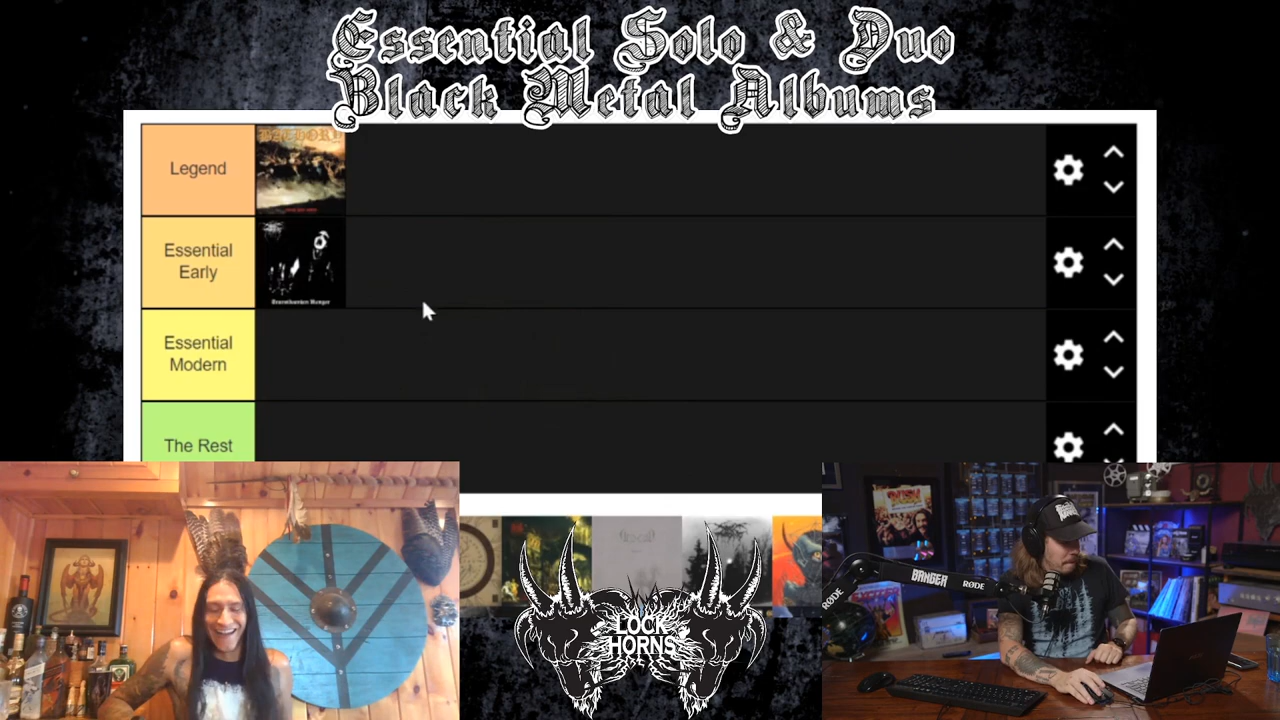 Essential Solo & Duo
Black Metal Albums
BATHORY
Legend
Essential
Early
Transilvanian Hunger
Essential
Modern
The Rest
LOCK
HORNS
RUSH
BANGER
RØDE
RØDE